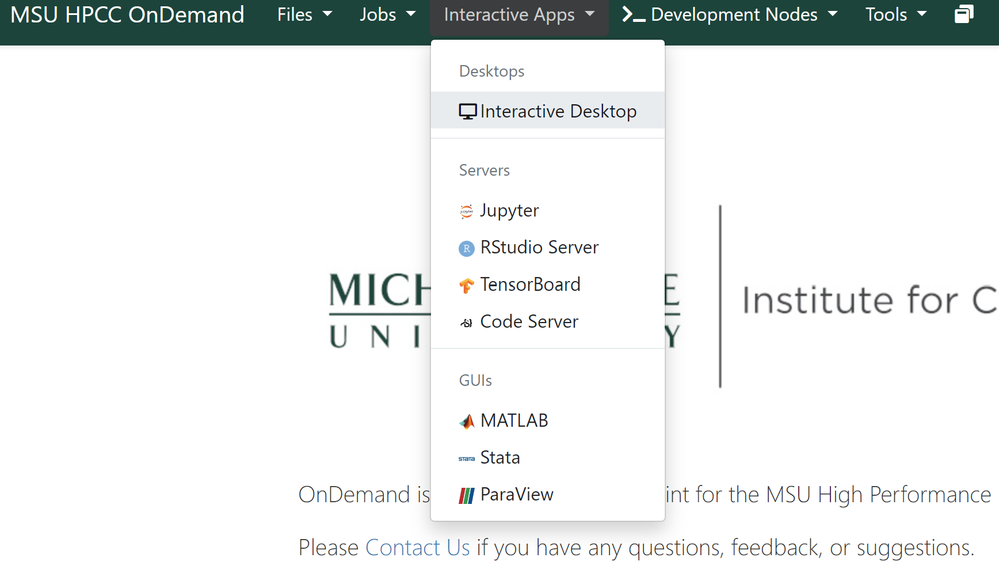 MSU HPCC OnDemand Files Jobs Interactive Apps Development Nodes Tools
Desktops
Interactive Desktop
Servers
Jupyter
RStudio Server
TensorBoard
Code Server
GUIs
MATLAB
Stata
ParaView
MICH E
UNI Y
Institute for C
OnDemand is int for the MSU High Performance
Please Contact Us if you have any questions, feedback, or suggestions.